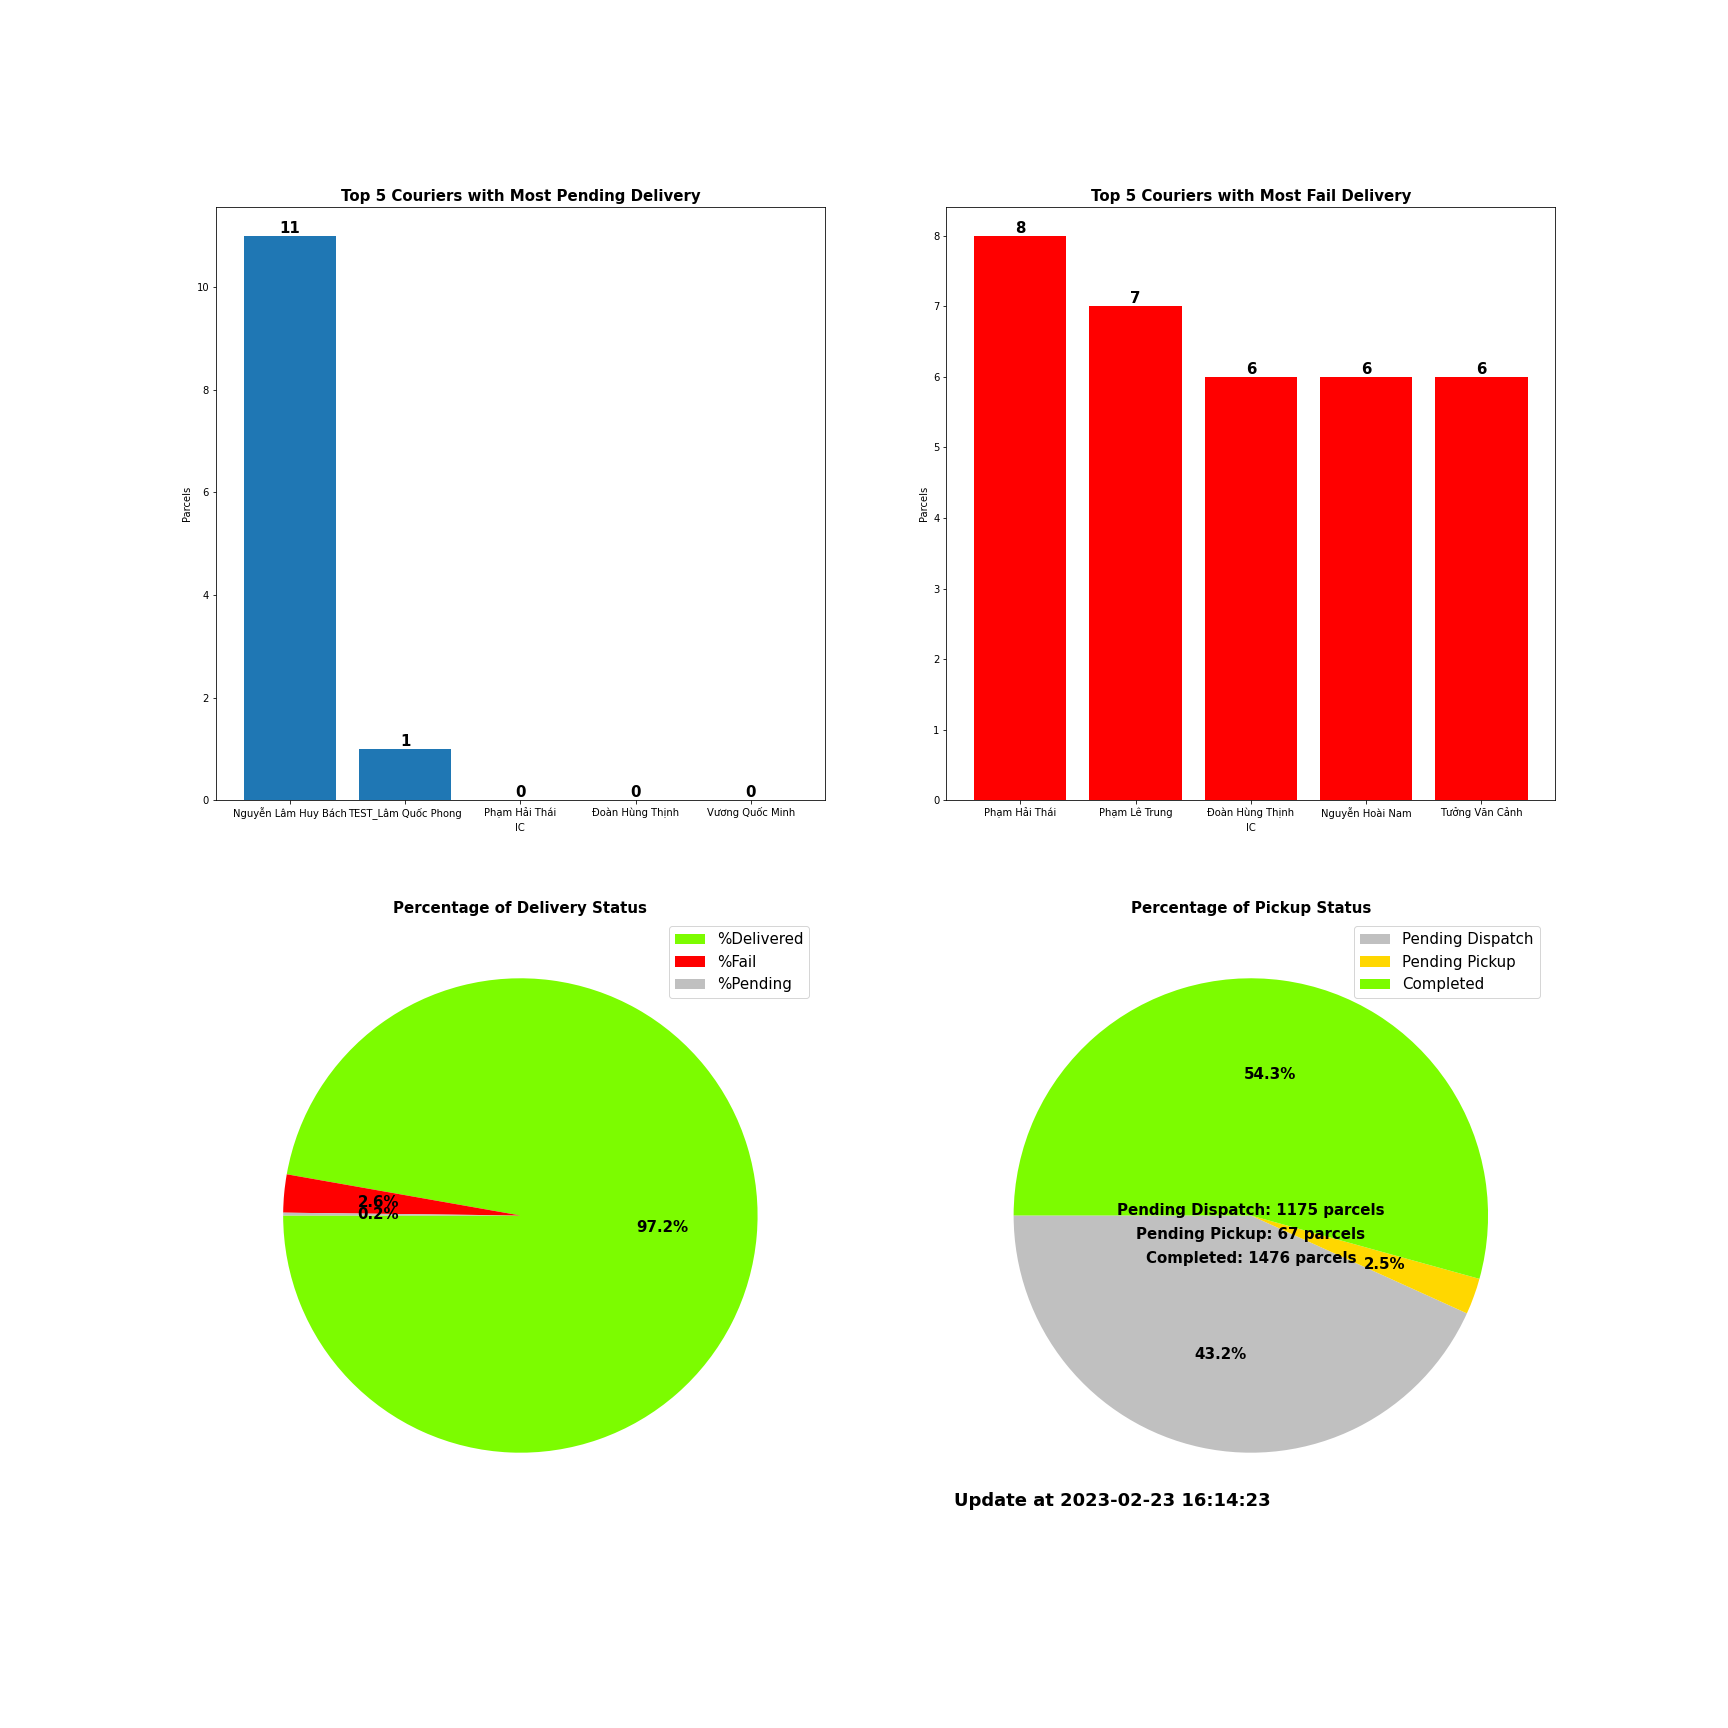 Top 5 Couriers with Most Pending Delivery
11
10
8
6
4
2
0
Parcels
1
0
0
0
Nguyễn Lâm Huy Bách
TEST_Lâm Quốc Phong
Phạm Hải Thái
Đoàn Hùng Thịnh
Vương Quốc Minh
IC
Top 5 Couriers with Most Fail Delivery
8
7
6
5
4
3
2
1
0
Parcels
8
7
6
6
6
Phạm Hải Thái
Phạm Lê Trung
Đoàn Hùng Thịnh
Nguyễn Hoài Nam
Tưởng Văn Cảnh
IC
Percentage of Delivery Status
%Delivered
%Fail
%Pending
2.6%
0.2%
97.2%
Percentage of Pickup Status
Pending Dispatch
Pending Pickup
Completed
54.3%
Pending Dispatch: 1175 parcels
Pending Pickup: 67 parcels
Completed: 1476 parcels
2.5%
43.2%
Update at 2023-02-23 16:14:23